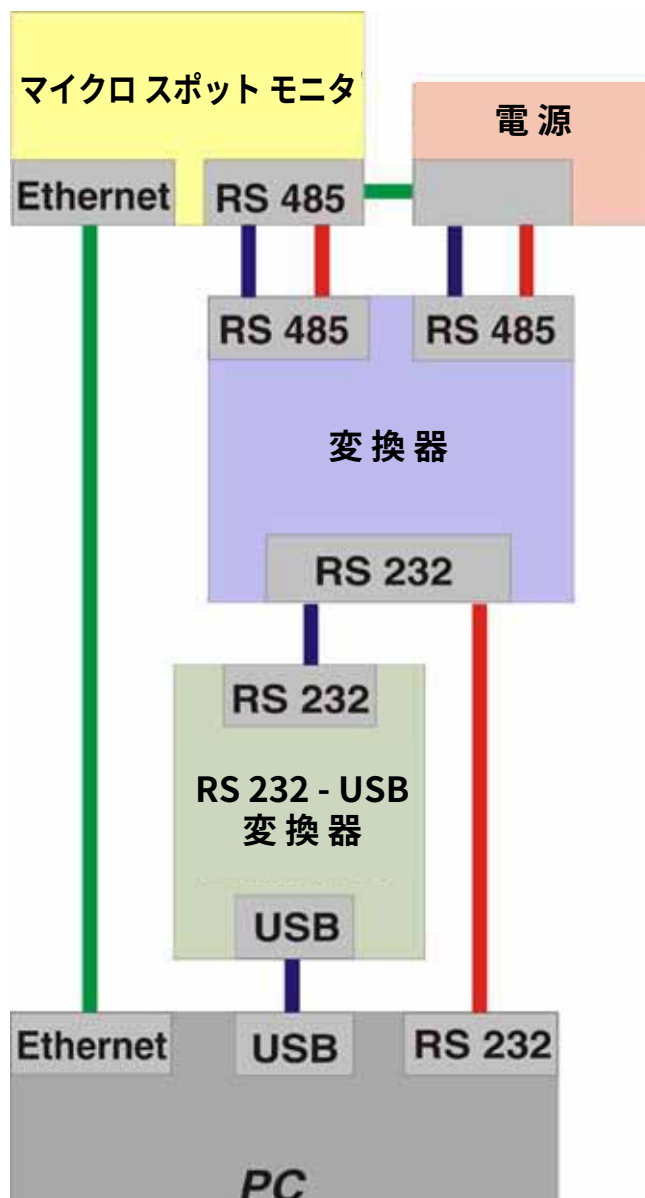 マイクロ スポット モニタ
電 源
Ethernet
RS 485
RS 485
RS 485
変 換 器
RS 232
RS 232
RS 232 - USB
変 換 器
USB
Ethernet
USB
RS 232
PC